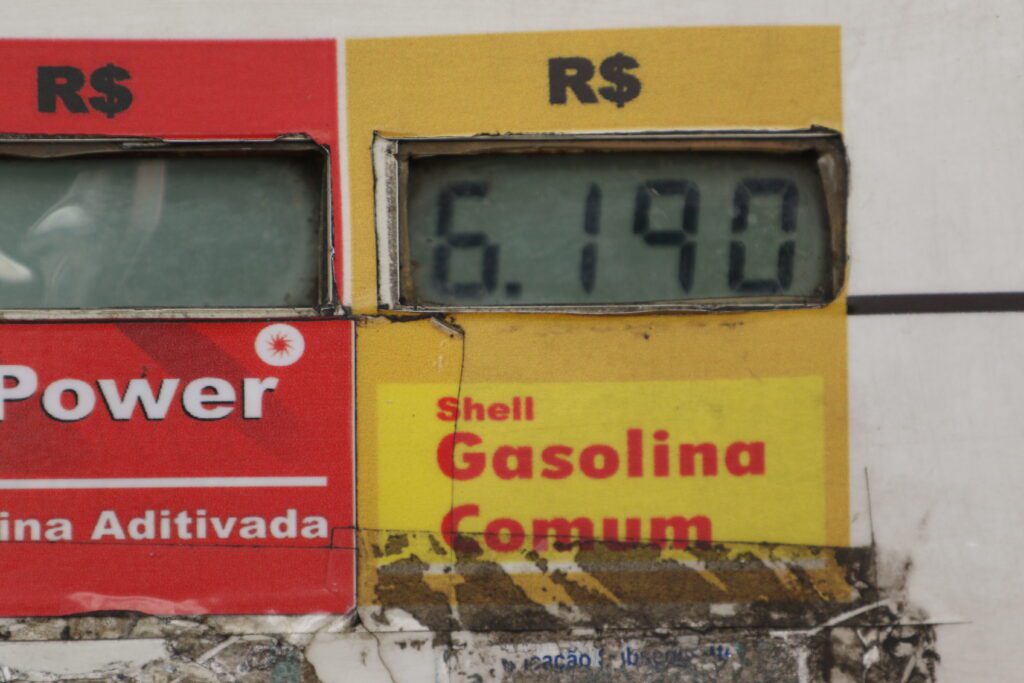 R$
Power
ina Aditivada
R$
6.190
Shell
Gasolina
Comum